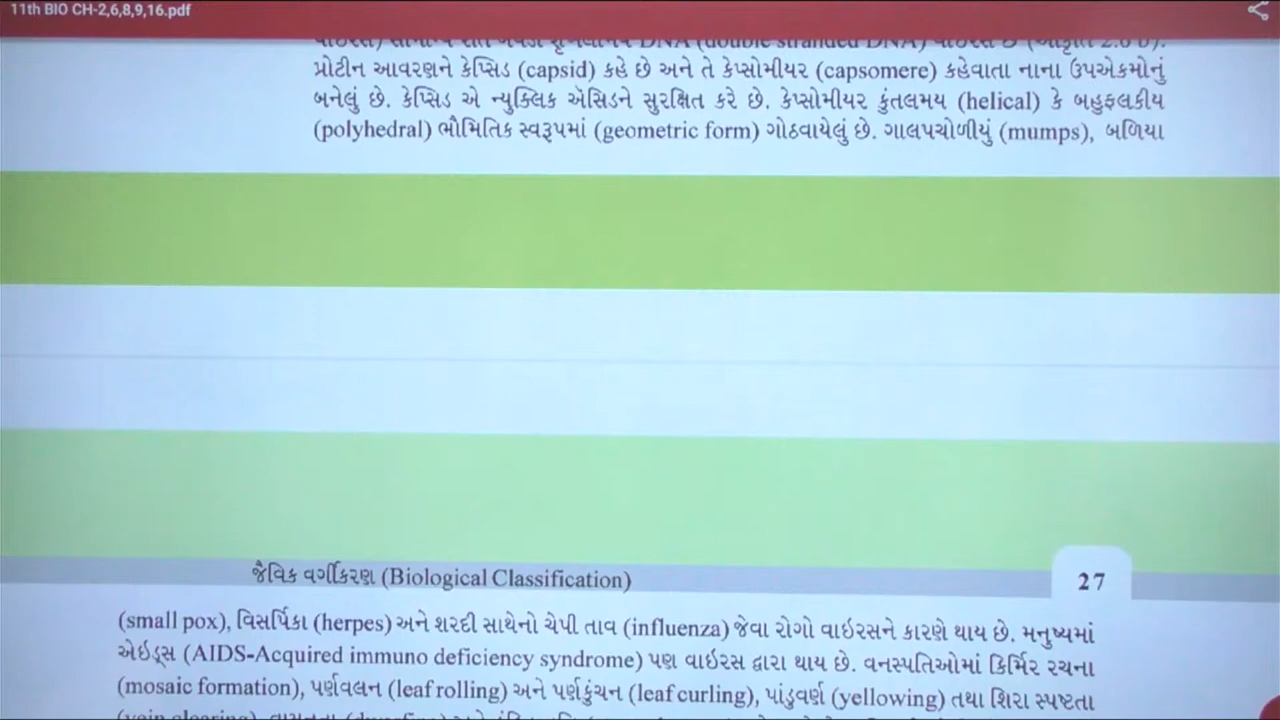 11th BIO CH-2,6,8,9,16.pdf
DNA (double stranded DNA)
પ્રોટીન આવરણને કેપ્સિડ (capsid) કહે છે અને તે કેપ્સોમીયર (capsomere) કહેવાતા નાના ઉપએકમોનું
બનેલું છે. કેપ્સિડ એ ન્યુક્લિક ઍસિડને સુરક્ષિત કરે છે. કેપ્સોમીયર કુંતલમય (helical) કે બહુફલકીય
(polyhedral) ભૌમિતિક સ્વરૂપમાં (geometric form) ગોઠવાયેલું છે. ગાલપચોળીયું (mumps), બળિયા
જૈવિક વર્ગીકરણ (Biological Classification)
27
(small pox), વિસર્પિકા (herpes) અને શરદી સાથેનો ચેપી તાવ (influenza) જેવા રોગો વાઇરસને કારણે થાય છે. મનુષ્યમાં
એઇડ્સ (AIDS-Acquired immuno deficiency syndrome) પણ વાઇરસ દ્વારા થાય છે. વનસ્પતિઓમાં કિર્મિર રચના
(mosaic formation), પર્ણવલન (leaf rolling) અને પર્ણકુંચન (leaf curling), પાંડુવર્ણ (yellowing) તથા શિરા સ્પષ્ટતા